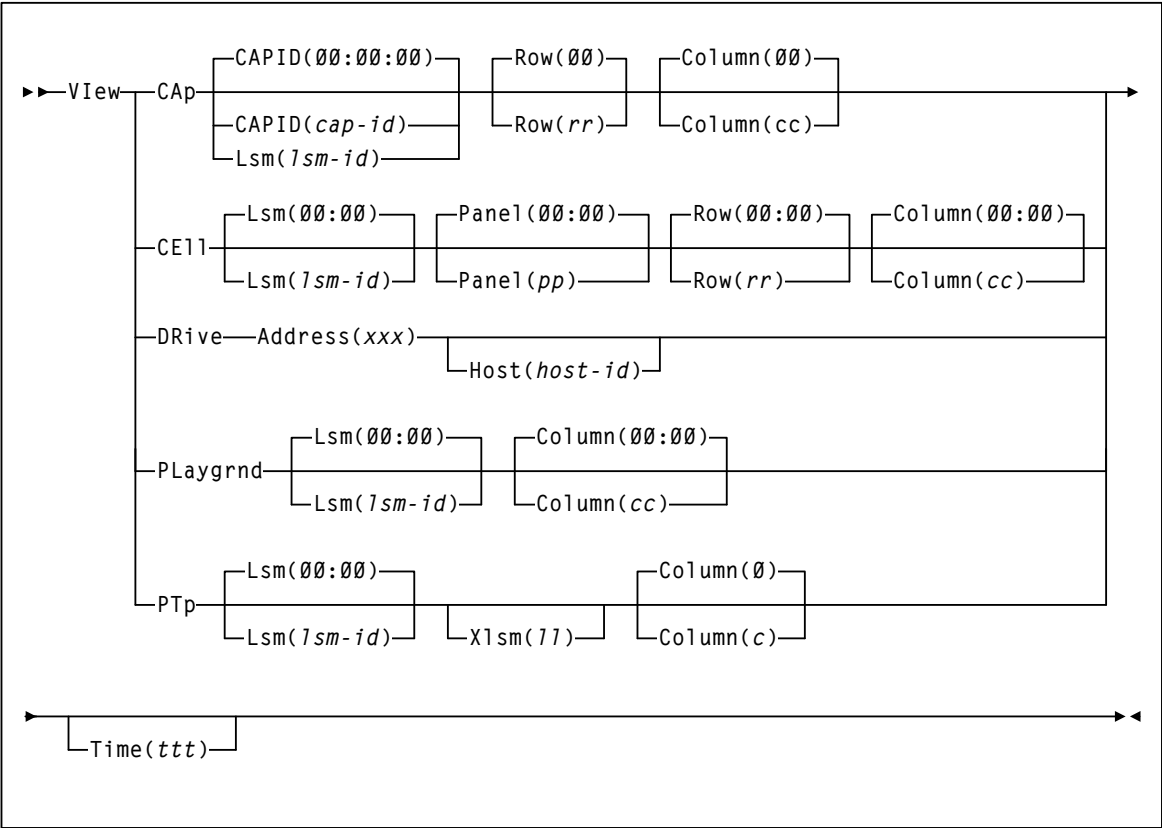 CAPID(00:00:00) Row(00) Column(00)
VIew CAp
CAPID(cap-id) Row(rr) Column(cc)
Lsm(lsm-id)
Lsm(00:00) Panel(00:00) Row(00:00) Column(00:00)
CEll
Lsm(lsm-id) Panel(pp) Row(rr) Column(cc)
DRive Address(xxx)
Host(host-id)
Lsm(00:00) Column(00:00)
PLaygrnd
Lsm(lsm-id) Column(cc)
Lsm(00:00) Column(0)
PTp
Lsm(lsm-id) Xlsm(ll) Column(c)
Time(ttt)